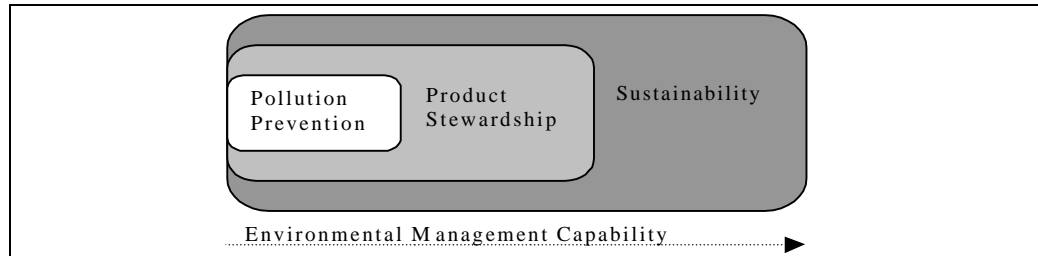 Pollution
Prevention
Product
Stewardship
Sustainability
Environmental Management Capability